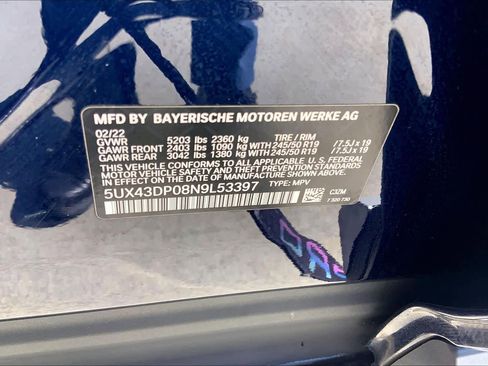 MFD BY BAYERISCHE MOTOREN WERKE AG
02/22
GVWR 5203 lbs 2360 kg TIRE / RIM
GAWR FRONT 2403 lbs 1090 kg 245/50 R19 /7.5J x 19
GAWR REAR 3042 lbs 1380 kg 245/50 R19 /7.5J x 19
THIS VEHICLE CONFORMS TO ALL APPLICABLE U.S. FEDERAL
MOTOR VEHICLE SAFETY AND THEFT PREVENTION STANDARDS
IN EFFECT ON THE DATE OF MANUFACTURE SHOWN ABOVE.
5UX43DP08N9L53397 TYPE: MPV C3ZM
7 320 730